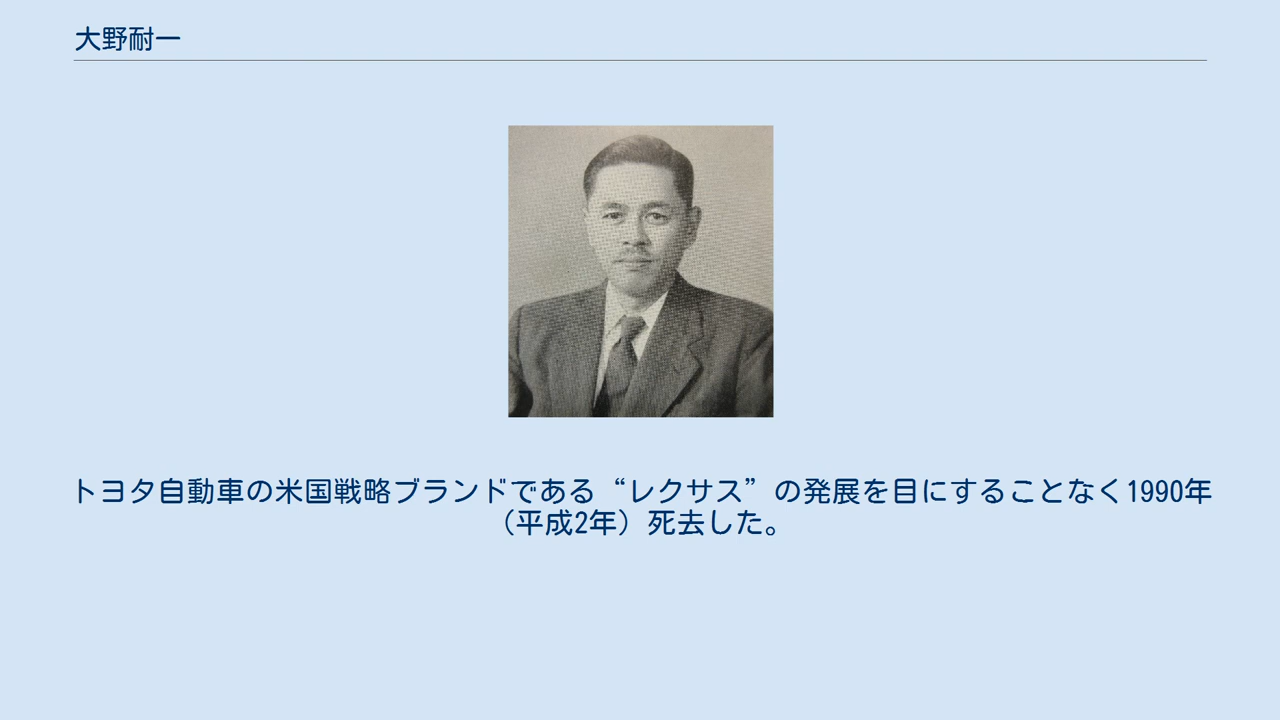 大野耐一
トヨタ自動車の米国戦略ブランドである“レクサス”の発展を目にすることなく1990年
（平成2年）死去した。